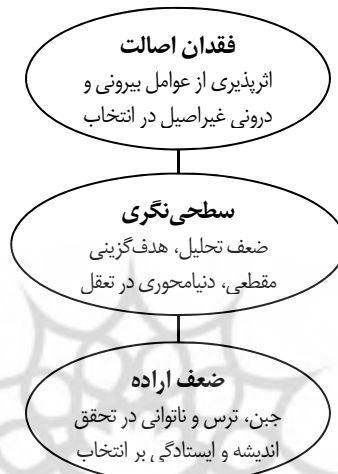 فقدان اصالت
اثرپذیری از عوامل بیرونی و
درونی غیراصیل در انتخاب
سطحی‌نگری
ضعف تحلیل، هدف‌گزینی
مقطعی، دنیامحوری در تعقل
ضعف اراده
جبن، ترس و ناتوانی در تحقق
اندیشه و ایستادگی بر انتخاب